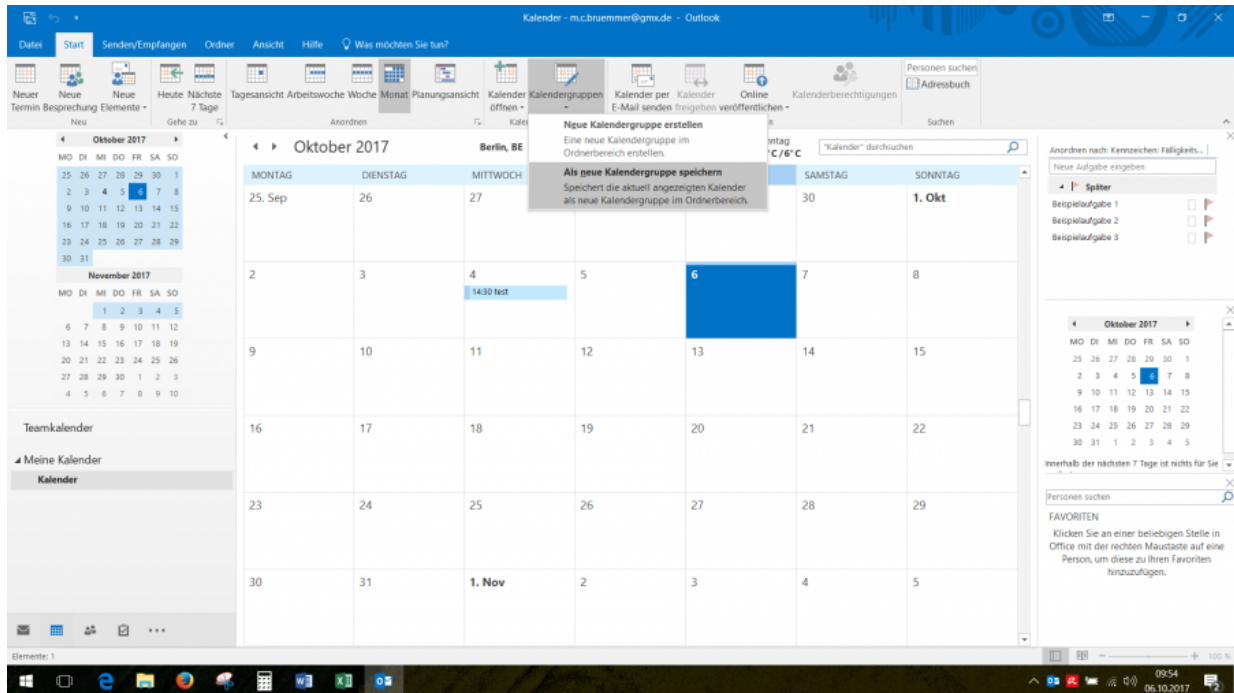 Kalender - m.c.bruemmer@gmx.de - Outlook
Datei Start Senden/Empfangen Ordner Ansicht Hilfe Was möchten Sie tun?
Neuer Termin
Neue Besprechung
Neue Elemente
Heute
Nächste 7 Tage
Tagesansicht Arbeitswoche Woche Monat Planungsansicht
Kalender öffnen
Kalendergruppen
Kalender per E-Mail senden
Kalender freigeben
Online veröffentlichen
Kalenderberechtigungen
Personen suchen
Adressbuch
Neu Gehe zu Anordnen Suchen
Neue Kalendergruppe erstellen
Eine neue Kalendergruppe im
Ordnerbereich erstellen.
Als neue Kalendergruppe speichern
Speichert die aktuell angezeigten Kalender
als neue Kalendergruppe im Ordnerbereich.
Oktober 2017
MO DI MI DO FR SA SO
25 26 27 28 29 30 1
2 3 4 5 6 7 8
9 10 11 12 13 14 15
16 17 18 19 20 21 22
23 24 25 26 27 28 29
30 31
November 2017
MO DI MI DO FR SA SO
1 2 3 4 5
6 7 8 9 10 11 12
13 14 15 16 17 18 19
20 21 22 23 24 25 26
27 28 29 30 1 2 3
4 5 6 7 8 9 10
Teamkalender
Meine Kalender
Kalender
Oktober 2017 Berlin, BE °C/6°C "Kalender" durchsuchen
MONTAG DIENSTAG MITTWOCH SAMSTAG SONNTAG
25. Sep 26 27 30 1. Okt
2 3 4 5 6 7 8
14:30 test
9 10 11 12 13 14 15
16 17 18 19 20 21 22
23 24 25 26 27 28 29
30 31 1. Nov 2 3 4 5
Anordnen nach: Kennzeichen: Fälligkeits...
Neue Aufgabe eingeben
Später
Beispielaufgabe 1
Beispielaufgabe 2
Beispielaufgabe 3
Oktober 2017
MO DI MI DO FR SA SO
25 26 27 28 29 30 1
2 3 4 5 6 7 8
9 10 11 12 13 14 15
16 17 18 19 20 21 22
23 24 25 26 27 28 29
30 31 1 2 3 4 5
Innerhalb der nächsten 7 Tage ist nichts für Sie
Personen suchen
FAVORITEN
Klicken Sie an einer beliebigen Stelle in
Office mit der rechten Maustaste auf eine
Person, um diese zu Ihren Favoriten
hinzuzufügen.
Elemente: 1
100 %
09:54
06.10.2017